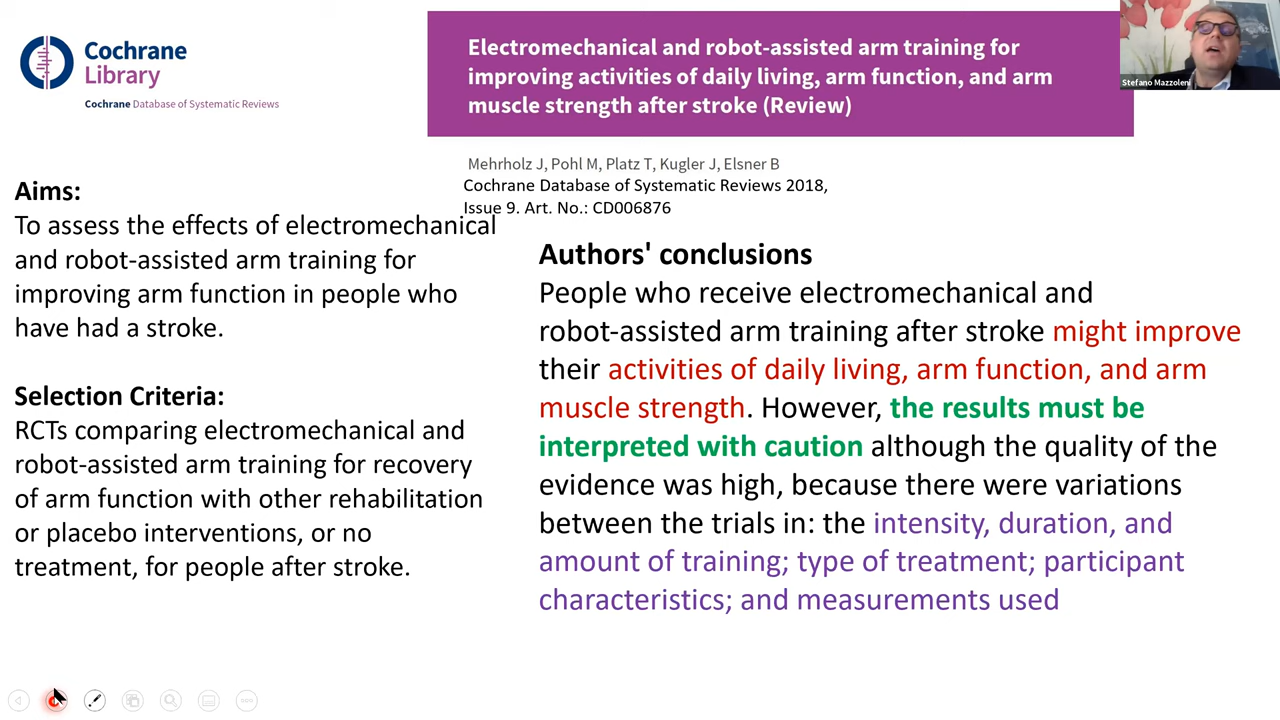 Cochrane
Library
Cochrane Database of Systematic Reviews
Electromechanical and robot-assisted arm training for
improving activities of daily living, arm function, and arm
muscle strength after stroke (Review)
Stefano Mazzoleni
Mehrholz J, Pohl M, Platz T, Kugler J, Elsner B
Cochrane Database of Systematic Reviews 2018,
Issue 9. Art. No.: CD006876
Aims:
To assess the effects of electromechanical
and robot-assisted arm training for
improving arm function in people who
have had a stroke.
Selection Criteria:
RCTs comparing electromechanical and
robot-assisted arm training for recovery
of arm function with other rehabilitation
or placebo interventions, or no
treatment, for people after stroke.
Authors' conclusions
People who receive electromechanical and
robot-assisted arm training after stroke might improve
their activities of daily living, arm function, and arm
muscle strength. However, the results must be
interpreted with caution although the quality of the
evidence was high, because there were variations
between the trials in: the intensity, duration, and
amount of training; type of treatment; participant
characteristics; and measurements used